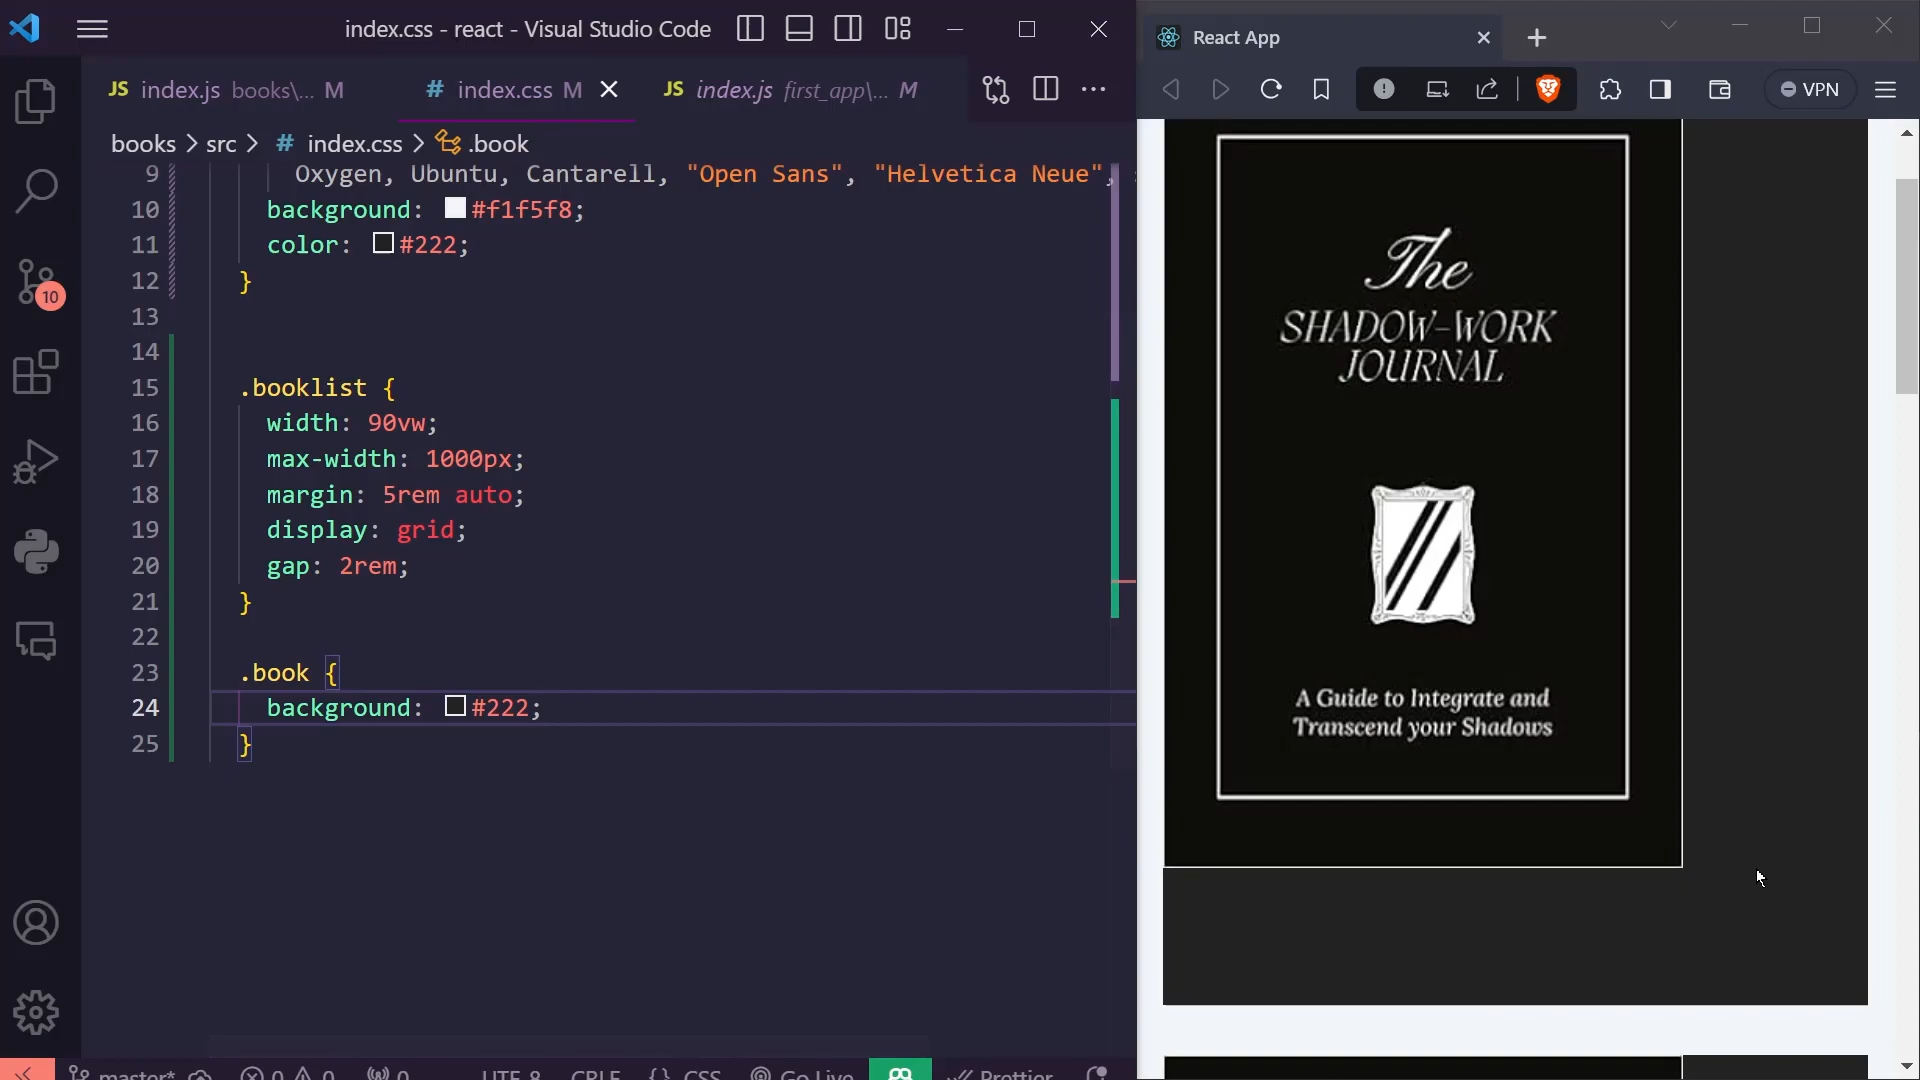 index.css - react - Visual Studio Code
JS index.js books\... M
# index.css M
JS index.js first_app\... M
books > src > # index.css > .book
9 Oxygen, Ubuntu, Cantarell, "Open Sans", "Helvetica Neue",
10 background: #f1f5f8;
11 color: #222;
12 }
13
14
15 .booklist {
16 width: 90vw;
17 max-width: 1000px;
18 margin: 5rem auto;
19 display: grid;
20 gap: 2rem;
21 }
22
23 .book {
24 background: #222;
25 }
10
master* 0 0 0 UTF-8 CRLF {} CSS Go Live Prettier
React App
VPN
The
SHADOW-WORK
JOURNAL
A Guide to Integrate and
Transcend your Shadows